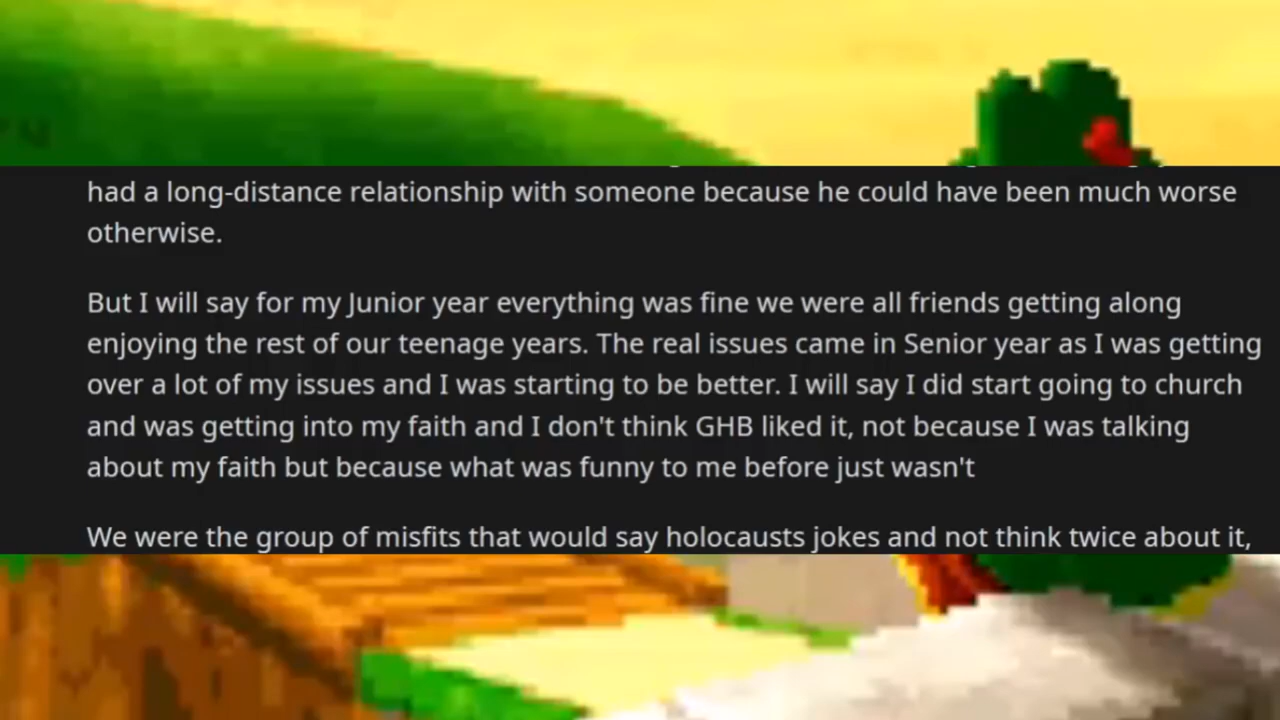 had a long-distance relationship with someone because he could have been much worse
otherwise.
But I will say for my Junior year everything was fine we were all friends getting along
enjoying the rest of our teenage years. The real issues came in Senior year as I was getting
over a lot of my issues and I was starting to be better. I will say I did start going to church
and was getting into my faith and I don't think GHB liked it, not because I was talking
about my faith but because what was funny to me before just wasn't
We were the group of misfits that would say holocausts jokes and not think twice about it,